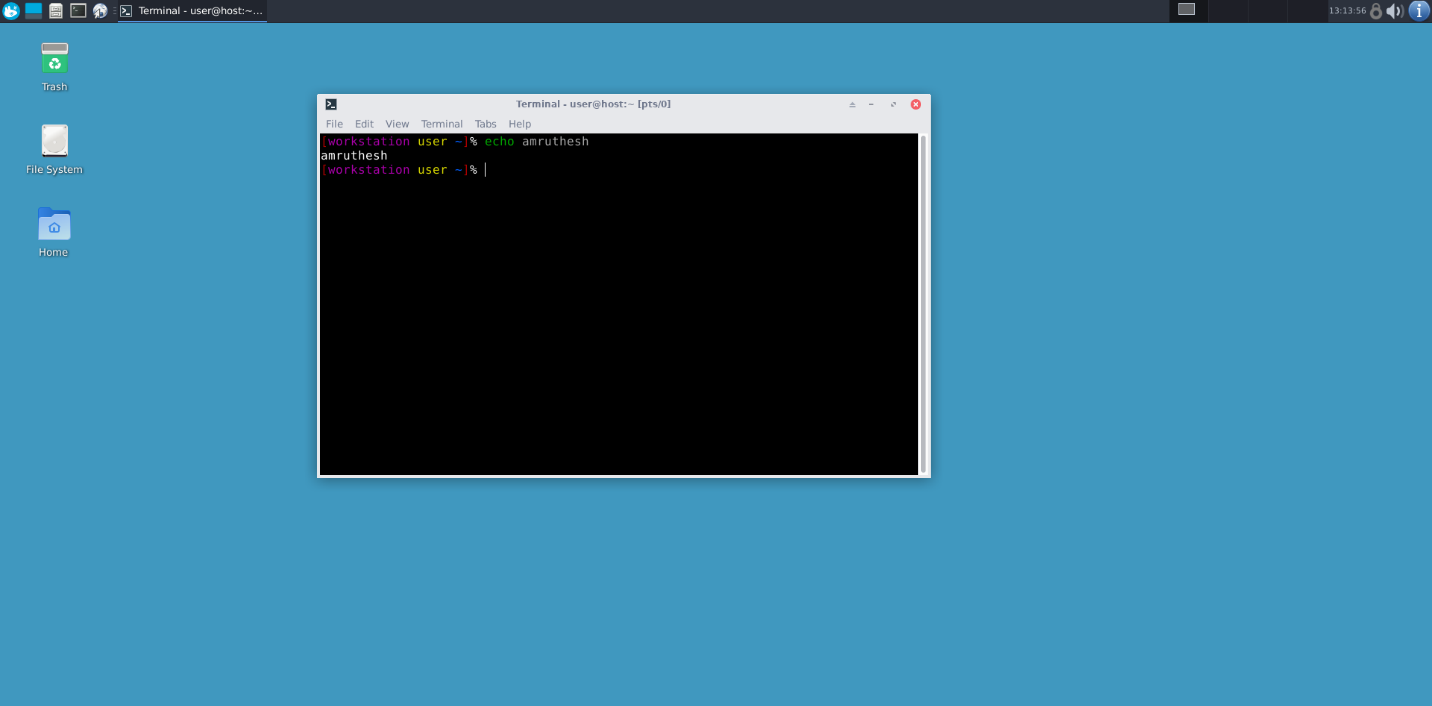 Terminal - user@host:~...
13:13:56
Trash
File System
Home
Terminal - user@host:~ [pts/0]
File Edit View Terminal Tabs Help
[workstation user ~]% echo amruthesh
amruthesh
[workstation user ~]%